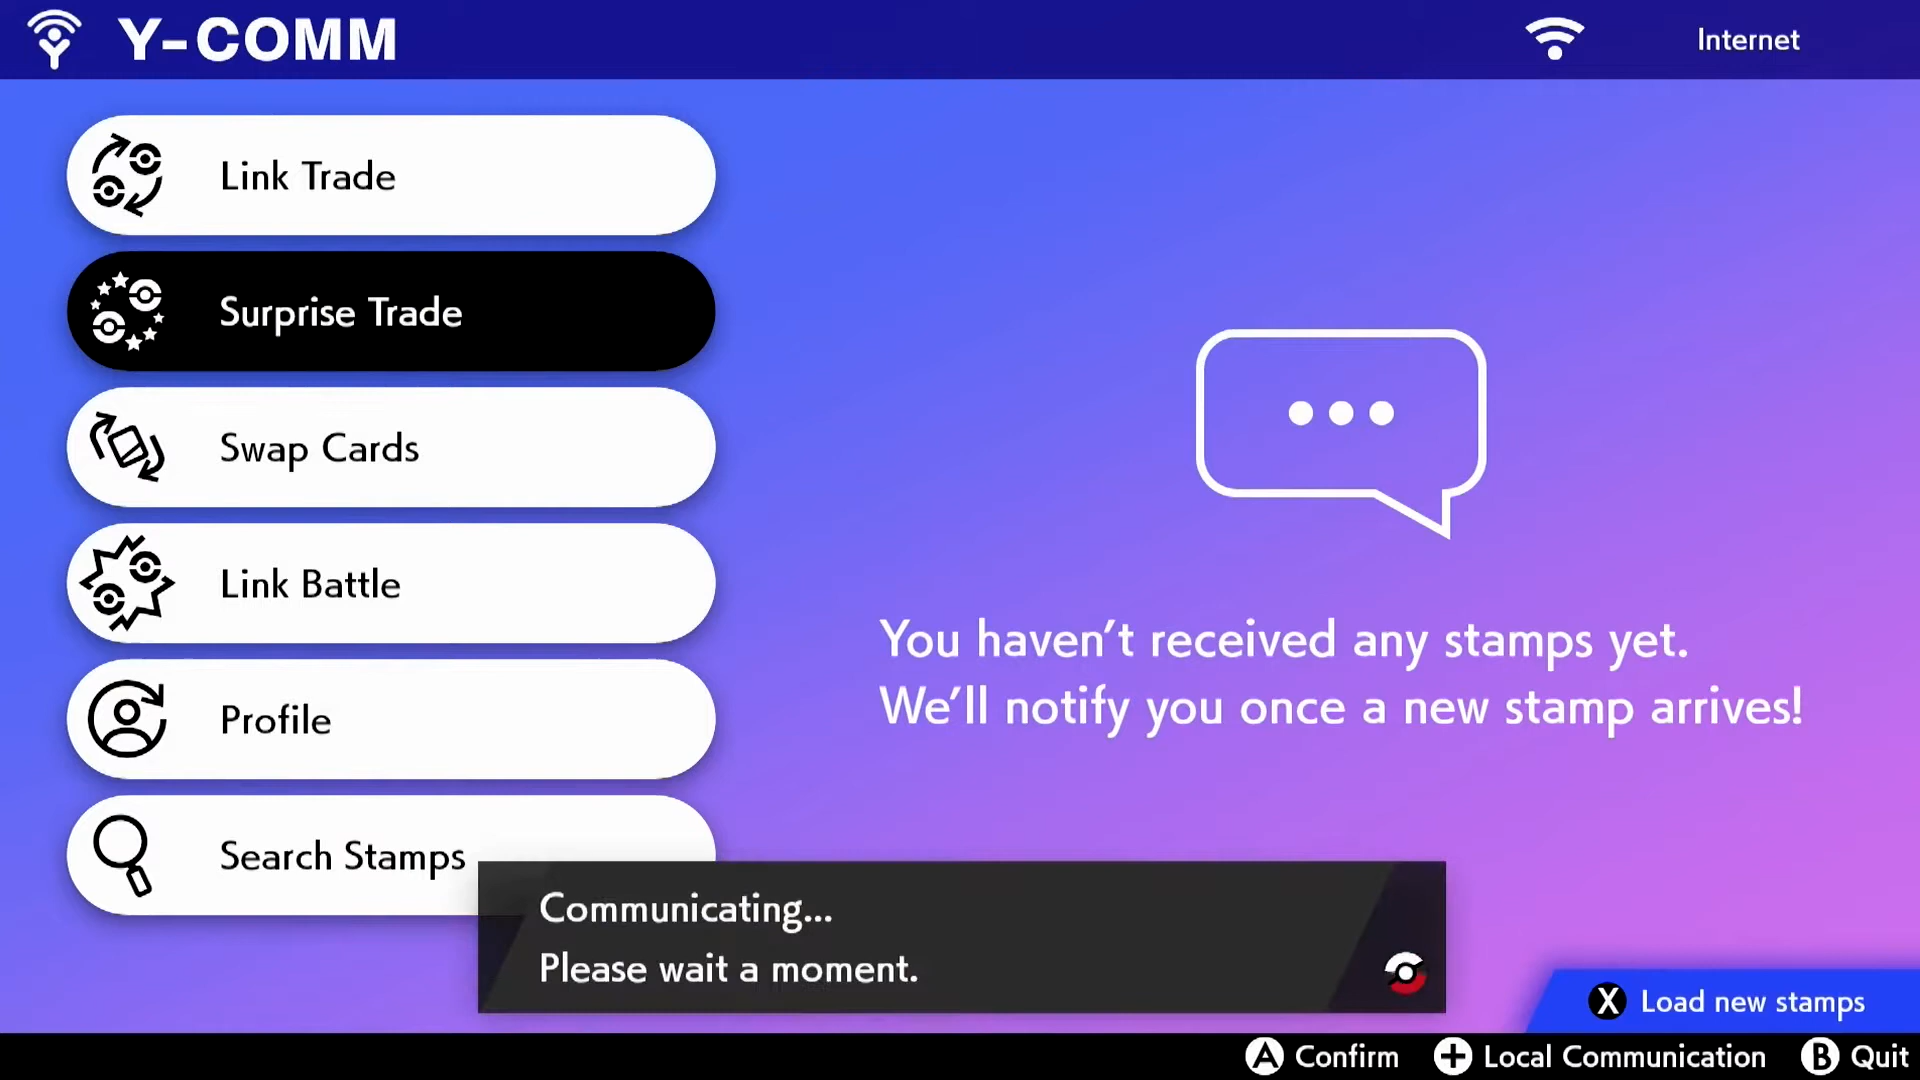 Y-COMM
Internet
Link Trade
Surprise Trade
Swap Cards
Link Battle
Profile
Search Stamps
You haven't received any stamps yet.
We'll notify you once a new stamp arrives!
Communicating...
Please wait a moment.
X Load new stamps
A Confirm + Local Communication B Quit